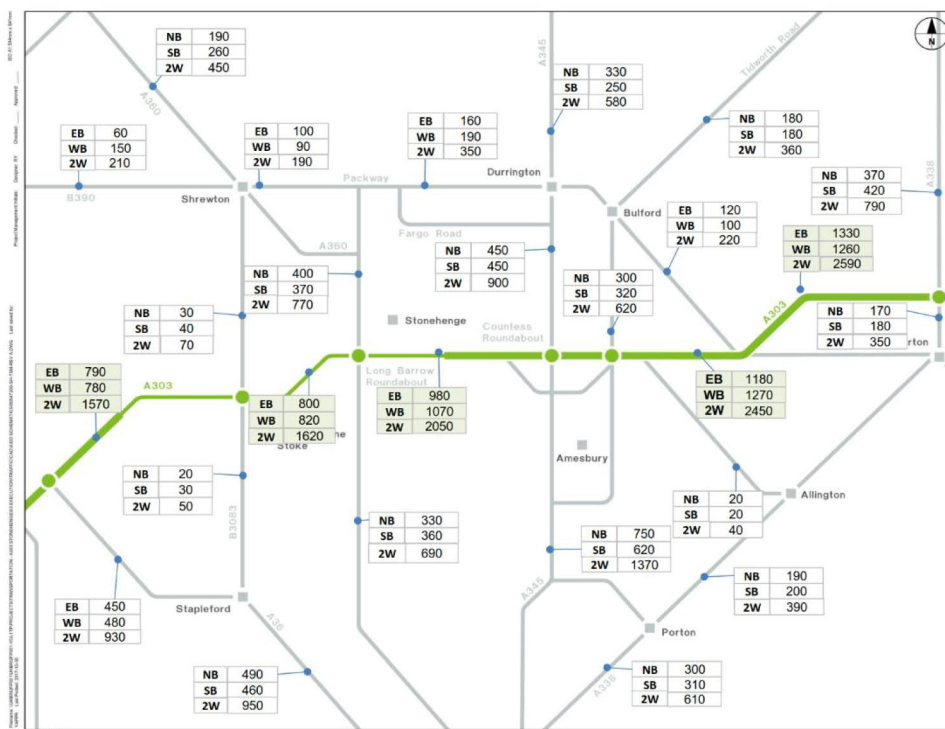 NB 190
SB 260
2W 450
A360
A345
NB 330
SB 250
2W 580
Tidworth Road
NB 180
SB 180
2W 360
N
EB 60
WB 150
2W 210
B390
Shrewton
EB 100
WB 90
2W 190
Packway
EB 160
WB 190
2W 350
Durrington
Bulford
NB 370
SB 420
2W 790
A338
Fargo Road
A360
NB 400
SB 370
2W 770
NB 450
SB 450
2W 900
EB 120
WB 100
2W 220
NB 300
SB 320
2W 620
EB 1330
WB 1260
2W 2590
A303
NB 30
SB 40
2W 70
Stonehenge
Countess
Roundabout
NB 170
SB 180
2W 350
rton
EB 790
WB 780
2W 1570
A303
Long Barrow
Roundabout
EB 800
WB 820
2W 1620
ne
Stoke
EB 980
WB 1070
2W 2050
EB 1180
WB 1270
2W 2450
Amesbury
NB 20
SB 30
2W 50
B3083
NB 330
SB 360
2W 690
NB 750
SB 620
2W 1370
NB 20
SB 20
2W 40
Allington
EB 450
WB 480
2W 930
Stapleford
A36
A345
NB 190
SB 200
2W 390
Porton
A338
NB 490
SB 460
2W 950
NB 300
SB 310
2W 610